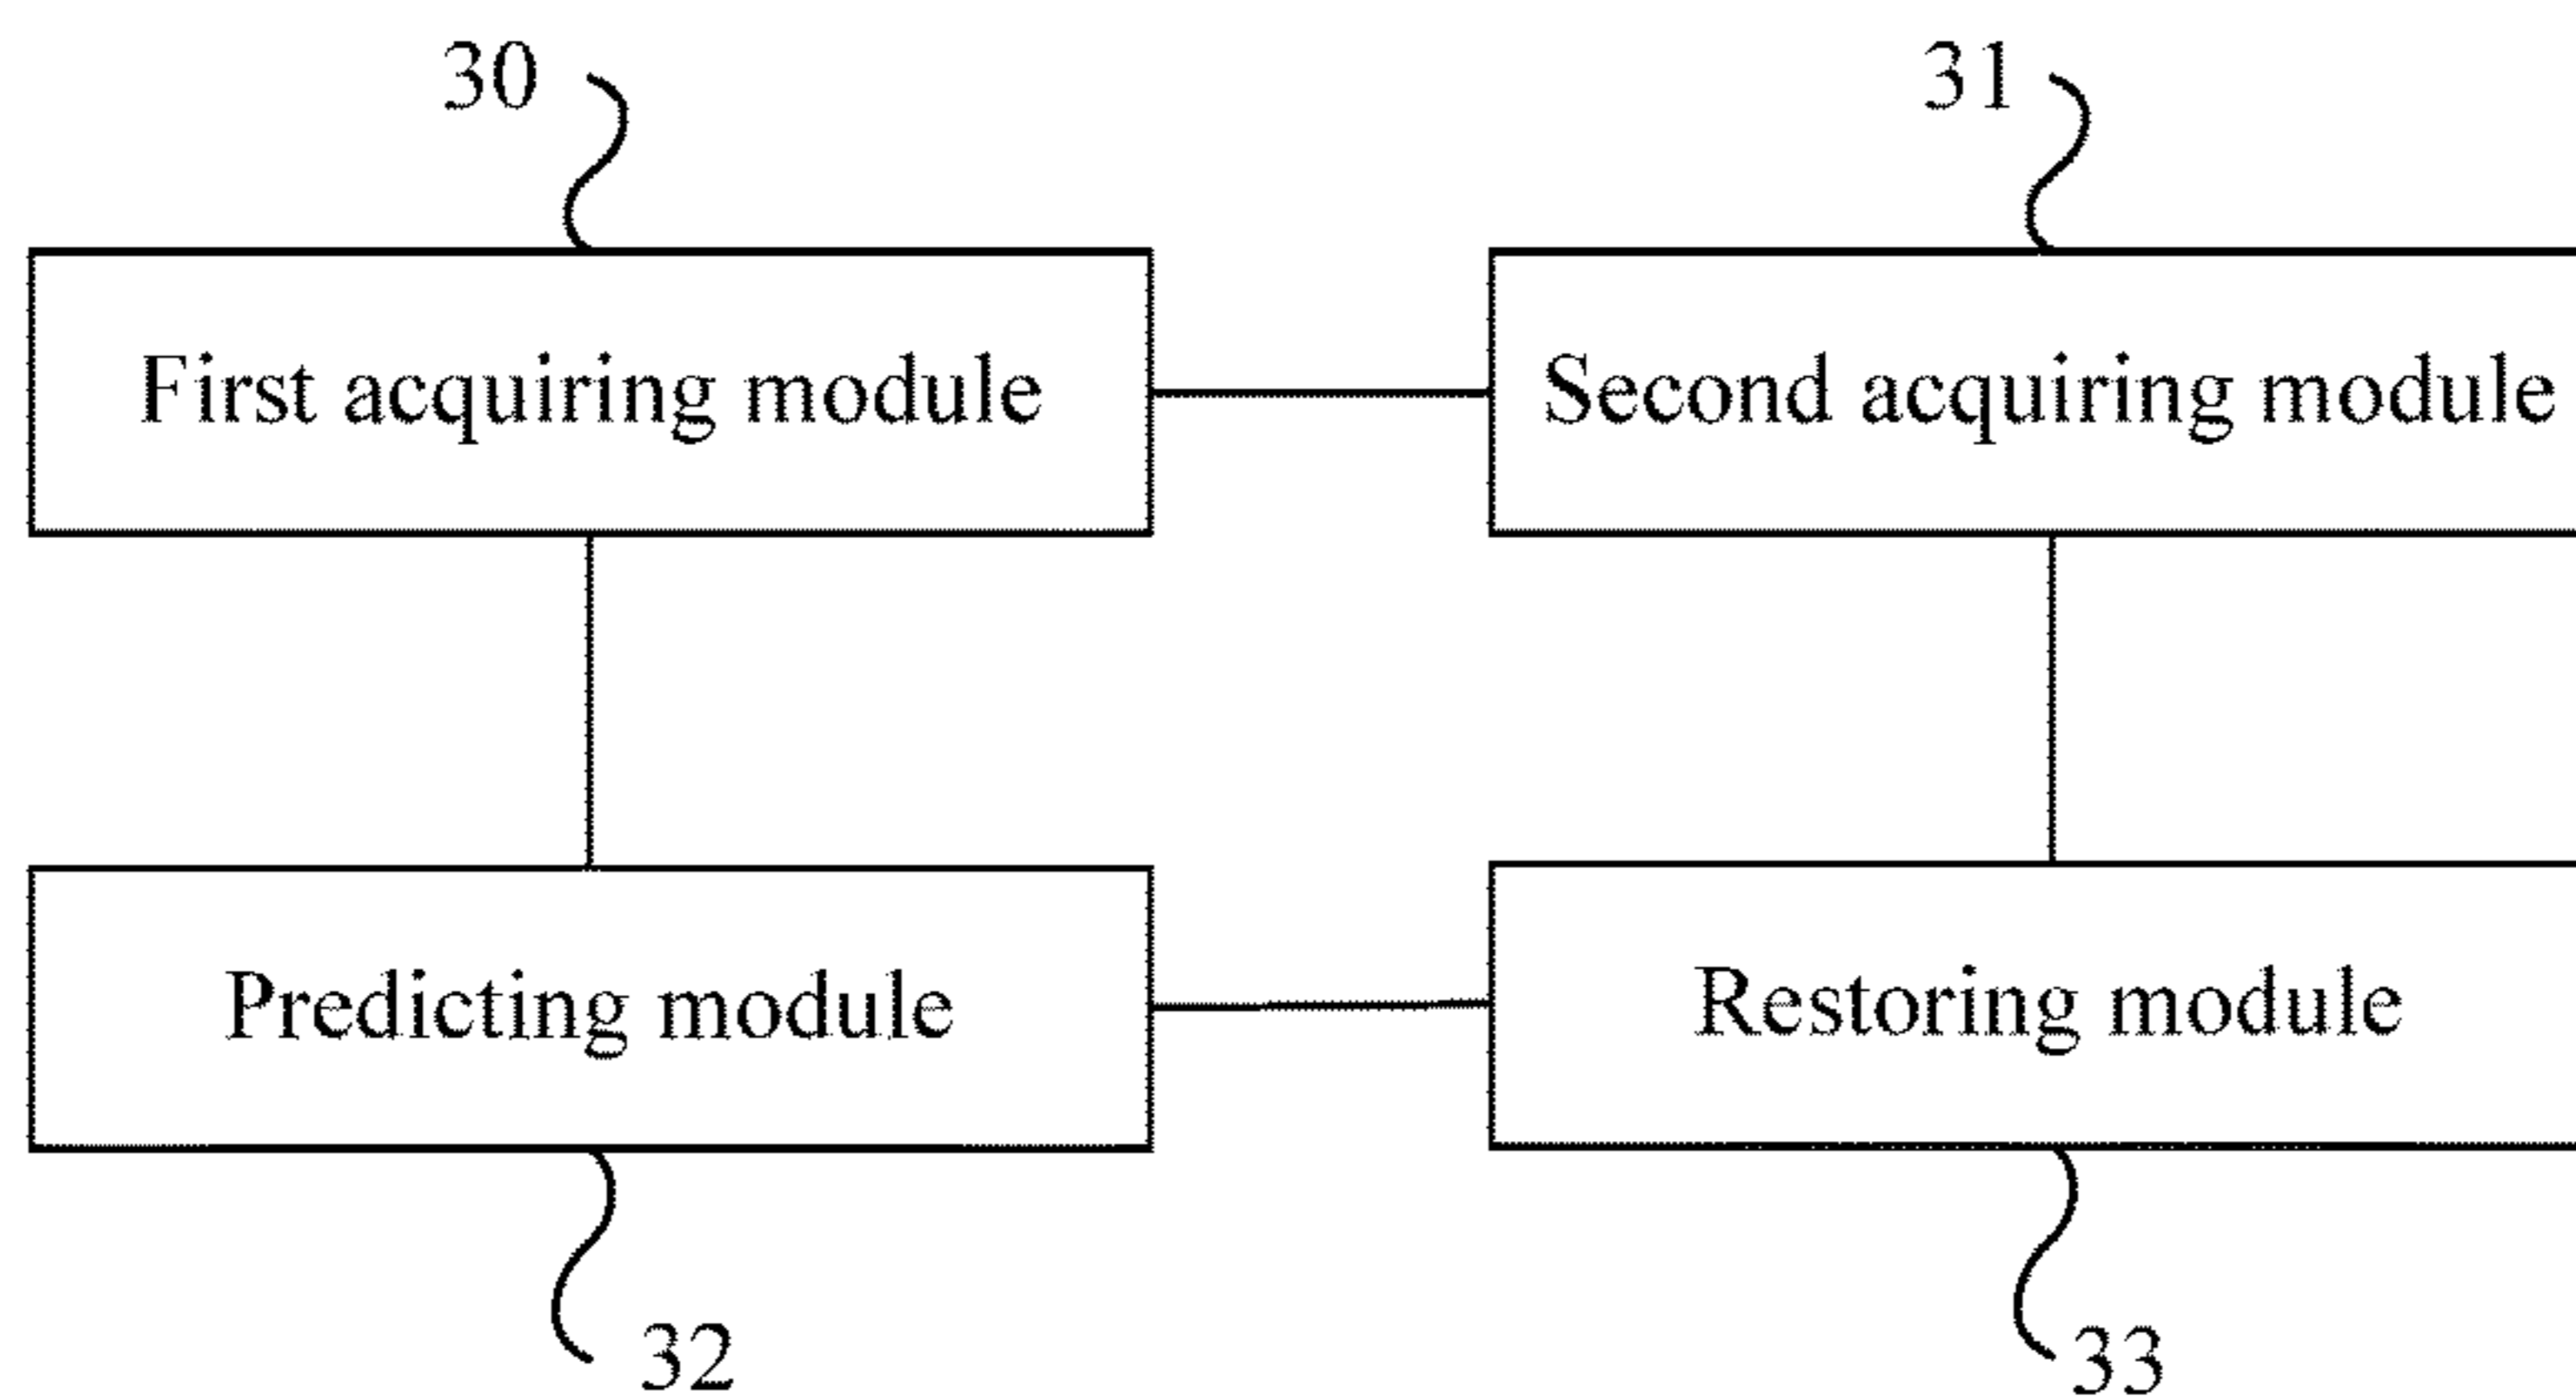 30
31
First acquiring module
Second acquiring module
Predicting module
Restoring module
32
33